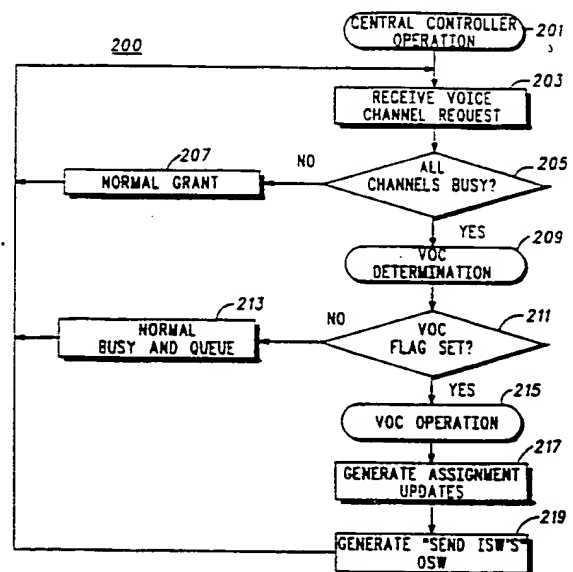 CENTRAL CONTROLLER
OPERATION
201
200
203
RECEIVE VOICE
CHANNEL REQUEST
207
NORMAL GRANT
NO
ALL
CHANNELS BUSY?
205
YES
209
VOC
DETERMINATION
213
NORMAL
BUSY AND QUEUE
NO
VOC
FLAG SET?
211
YES
215
VOC OPERATION
217
GENERATE ASSIGNMENT
UPDATES
219
GENERATE "SEND ISW'S"
OSW